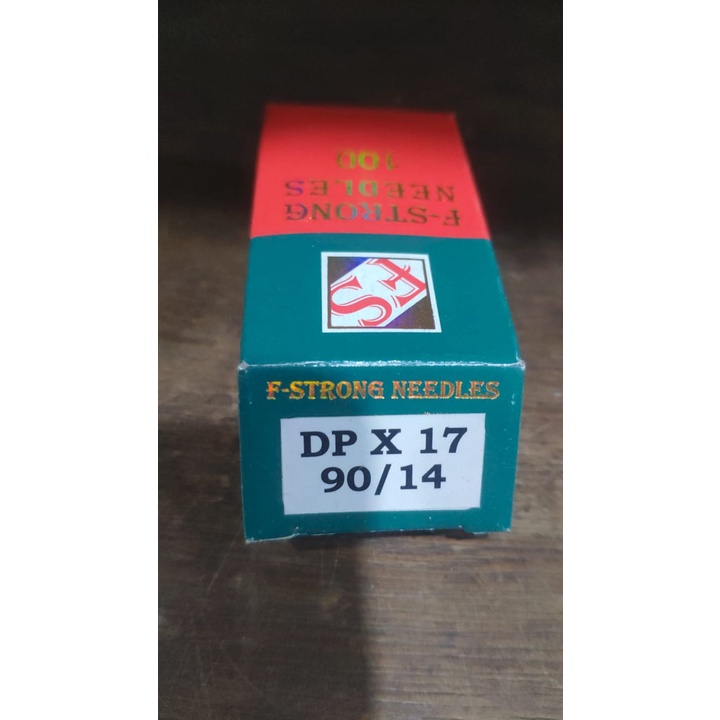 100
F-STRONG
NEEDLES
FS
F-STRONG NEEDLES
DP X 17
90/14